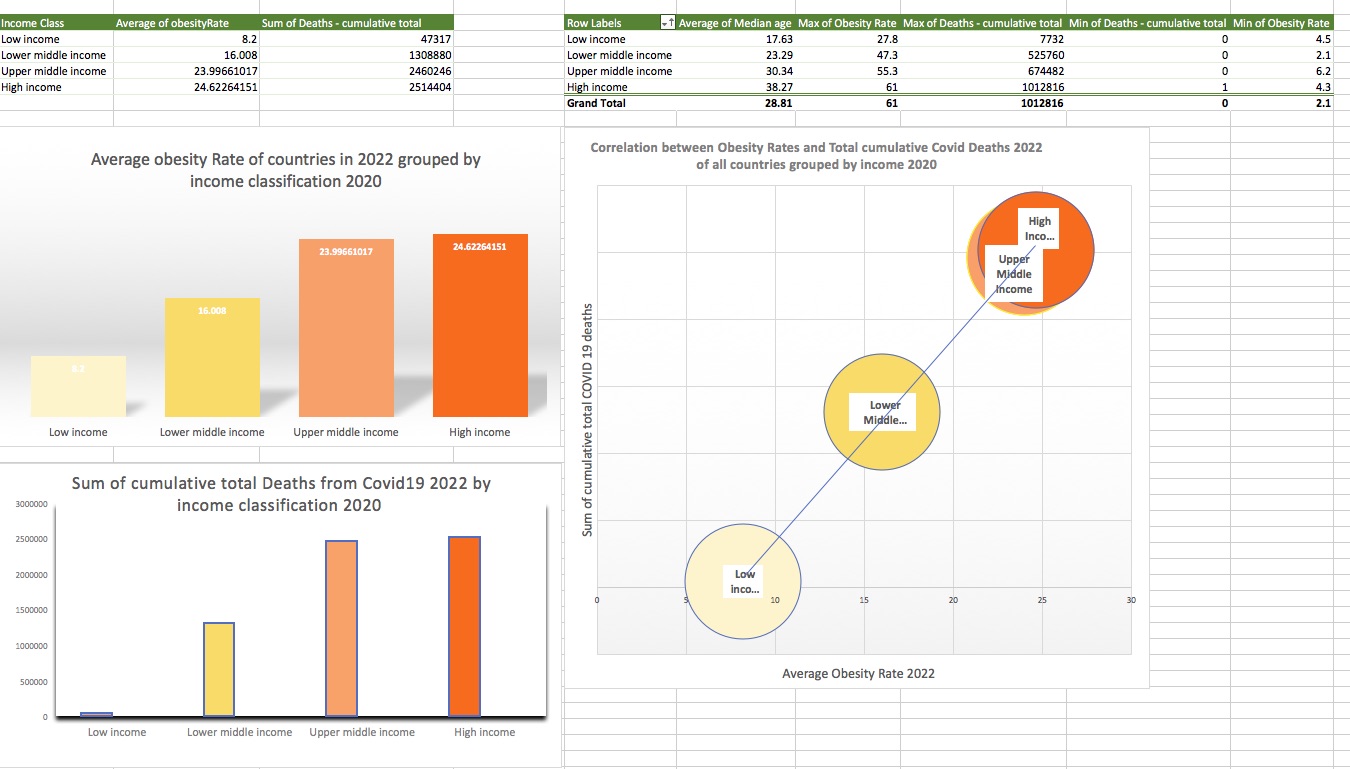 Income Class Average of obesityRate Sum of Deaths - cumulative total
Low income 8.2 47317
Lower middle income 16.008 1308880
Upper middle income 23.99661017 2460246
High income 24.62264151 2514404
Row Labels Average of Median age Max of Obesity Rate Max of Deaths - cumulative total Min of Deaths - cumulative total Min of Obesity Rate
Low income 17.63 27.8 7732 0 4.5
Lower middle income 23.29 47.3 525760 0 2.1
Upper middle income 30.34 55.3 674482 0 6.2
High income 38.27 61 1012816 1 4.3
Grand Total 28.81 61 1012816 0 2.1
Average obesity Rate of countries in 2022 grouped by
income classification 2020
8.2
16.008
23.99661017
24.62264151
Low income Lower middle income Upper middle income High income
Sum of cumulative total Deaths from Covid19 2022 by
income classification 2020
3000000
2500000
2000000
1500000
1000000
500000
0
Low income Lower middle income Upper middle income High income
Correlation between Obesity Rates and Total cumulative Covid Deaths 2022
of all countries grouped by income 2020
Sum of cumulative total COVID 19 deaths
High
Inco...
Upper
Middle
Income
Lower
Middle...
Low
inco...
0 5 10 15 20 25 30
Average Obesity Rate 2022